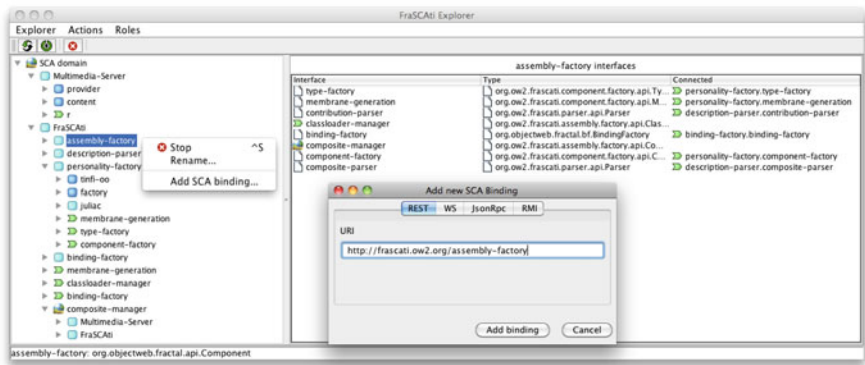 FraSCAti Explorer
Explorer Actions Roles
SCA domain
Multimedia-Server
provider
content
r
FraSCAti
assembly-factory
description-parser
personality-factory
tinfi-oo
factory
juliac
membrane-generation
type-factory
component-factory
binding-factory
membrane-generation
classloader-manager
binding-factory
composite-manager
Multimedia-Server
FraSCAti
Stop ^S
Rename...
Add SCA binding...
assembly-factory interfaces
Interface Type Connected
type-factory org.ow2.frascati.component.factory.api.Ty... personality-factory.type-factory
membrane-generation org.ow2.frascati.component.factory.api.M... personality-factory.membrane-generation
contribution-parser org.ow2.frascati.parser.api.Parser description-parser.contribution-parser
classloader-manager org.ow2.frascati.assembly.factory.api.Clas...
binding-factory org.objectweb.fractal.bf.BindingFactory binding-factory.binding-factory
composite-manager org.ow2.frascati.assembly.factory.api.Co...
component-factory org.ow2.frascati.component.factory.api.C... personality-factory.component-factory
composite-parser org.ow2.frascati.parser.api.Parser description-parser.composite-parser
Add new SCA Binding
REST WS JsonRpc RMI
URI
http://frascati.ow2.org/assembly-factory
Add binding Cancel
assembly-factory: org.objectweb.fractal.api.Component